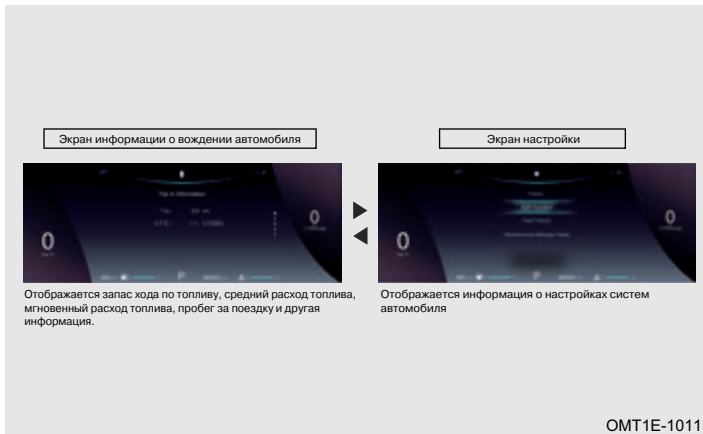 Экран информации о вождении автомобиля
Экран настройки
0
0
P
0
0
P
Отображается запас хода по топливу, средний расход топлива,
мгновенный расход топлива, пробег за поездку и другая
информация.
Отображается информация о настройках систем
автомобиля
OMT1E-1011